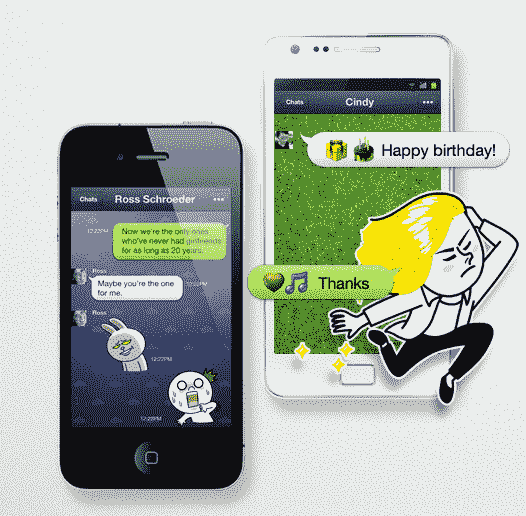 Chats Ross Schroeder
Now we're the only ones
who've never had girlfriends
for as long as 20 years.
12:22PM
Ross
Maybe you're the one
for me.
12:22PM
Ross
12:22PM
12:22PM
Chats Cindy
Happy birthday!
Thanks